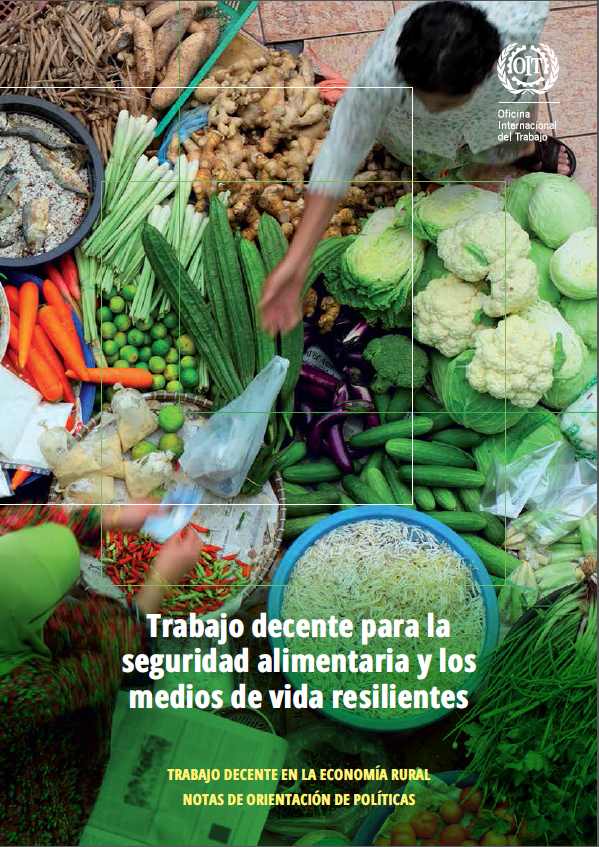 OIT
Oficina
Internacional
del Trabajo
Trabajo decente para la
seguridad alimentaria y los
medios de vida resilientes
TRABAJO DECENTE EN LA ECONOMÍA RURAL
NOTAS DE ORIENTACIÓN DE POLÍTICAS